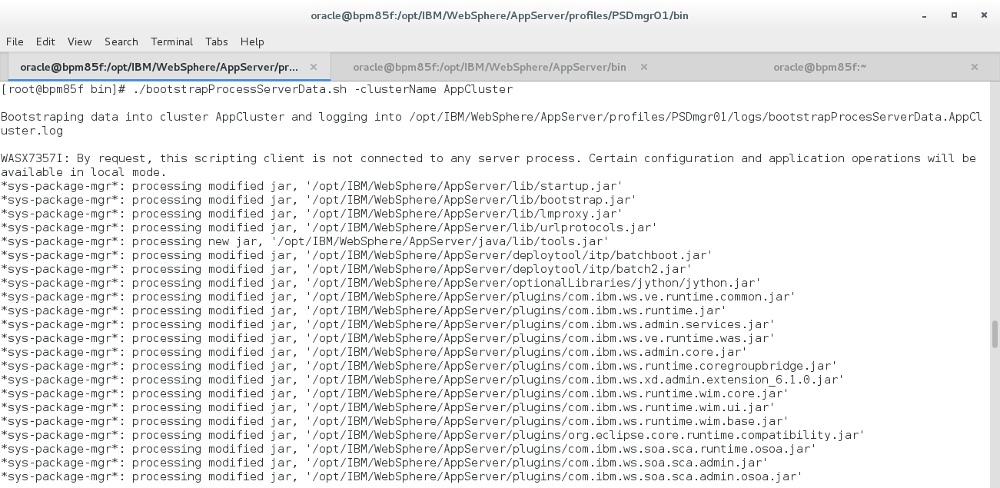 oracle@bpm85f:/opt/IBM/WebSphere/AppServer/profiles/PSDmgr01/bin
File Edit View Search Terminal Tabs Help
oracle@bpm85f:/opt/IBM/WebSphere/AppServer/pr... oracle@bpm85f:/opt/IBM/WebSphere/AppServer/bin oracle@bpm85f:~
[root@bpm85f bin]# ./bootstrapProcessServerData.sh -clusterName AppCluster
Bootstraping data into cluster AppCluster and logging into /opt/IBM/WebSphere/AppServer/profiles/PSDmgr01/logs/bootstrapProcesServerData.AppCl
uster.log
WASX7357I: By request, this scripting client is not connected to any server process. Certain configuration and application operations will be
available in local mode.
*sys-package-mgr*: processing modified jar, '/opt/IBM/WebSphere/AppServer/lib/startup.jar'
*sys-package-mgr*: processing modified jar, '/opt/IBM/WebSphere/AppServer/lib/bootstrap.jar'
*sys-package-mgr*: processing modified jar, '/opt/IBM/WebSphere/AppServer/lib/lmproxy.jar'
*sys-package-mgr*: processing modified jar, '/opt/IBM/WebSphere/AppServer/lib/urlprotocols.jar'
*sys-package-mgr*: processing new jar, '/opt/IBM/WebSphere/AppServer/java/lib/tools.jar'
*sys-package-mgr*: processing modified jar, '/opt/IBM/WebSphere/AppServer/deploytool/itp/batchboot.jar'
*sys-package-mgr*: processing modified jar, '/opt/IBM/WebSphere/AppServer/deploytool/itp/batch2.jar'
*sys-package-mgr*: processing modified jar, '/opt/IBM/WebSphere/AppServer/optionalLibraries/jython/jython.jar'
*sys-package-mgr*: processing modified jar, '/opt/IBM/WebSphere/AppServer/plugins/com.ibm.ws.ve.runtime.common.jar'
*sys-package-mgr*: processing modified jar, '/opt/IBM/WebSphere/AppServer/plugins/com.ibm.ws.runtime.jar'
*sys-package-mgr*: processing modified jar, '/opt/IBM/WebSphere/AppServer/plugins/com.ibm.ws.admin.services.jar'
*sys-package-mgr*: processing modified jar, '/opt/IBM/WebSphere/AppServer/plugins/com.ibm.ws.ve.runtime.was.jar'
*sys-package-mgr*: processing modified jar, '/opt/IBM/WebSphere/AppServer/plugins/com.ibm.ws.admin.core.jar'
*sys-package-mgr*: processing modified jar, '/opt/IBM/WebSphere/AppServer/plugins/com.ibm.ws.runtime.coregroupbridge.jar'
*sys-package-mgr*: processing modified jar, '/opt/IBM/WebSphere/AppServer/plugins/com.ibm.ws.xd.admin.extension_6.1.0.jar'
*sys-package-mgr*: processing modified jar, '/opt/IBM/WebSphere/AppServer/plugins/com.ibm.ws.runtime.wim.core.jar'
*sys-package-mgr*: processing modified jar, '/opt/IBM/WebSphere/AppServer/plugins/com.ibm.ws.runtime.wim.ui.jar'
*sys-package-mgr*: processing modified jar, '/opt/IBM/WebSphere/AppServer/plugins/com.ibm.ws.runtime.wim.base.jar'
*sys-package-mgr*: processing modified jar, '/opt/IBM/WebSphere/AppServer/plugins/org.eclipse.core.runtime.compatibility.jar'
*sys-package-mgr*: processing modified jar, '/opt/IBM/WebSphere/AppServer/plugins/com.ibm.ws.soa.sca.runtime.osoa.jar'
*sys-package-mgr*: processing modified jar, '/opt/IBM/WebSphere/AppServer/plugins/com.ibm.ws.soa.sca.admin.jar'
*sys-package-mgr*: processing modified jar, '/opt/IBM/WebSphere/AppServer/plugins/com.ibm.ws.soa.sca.admin.osoa.jar'